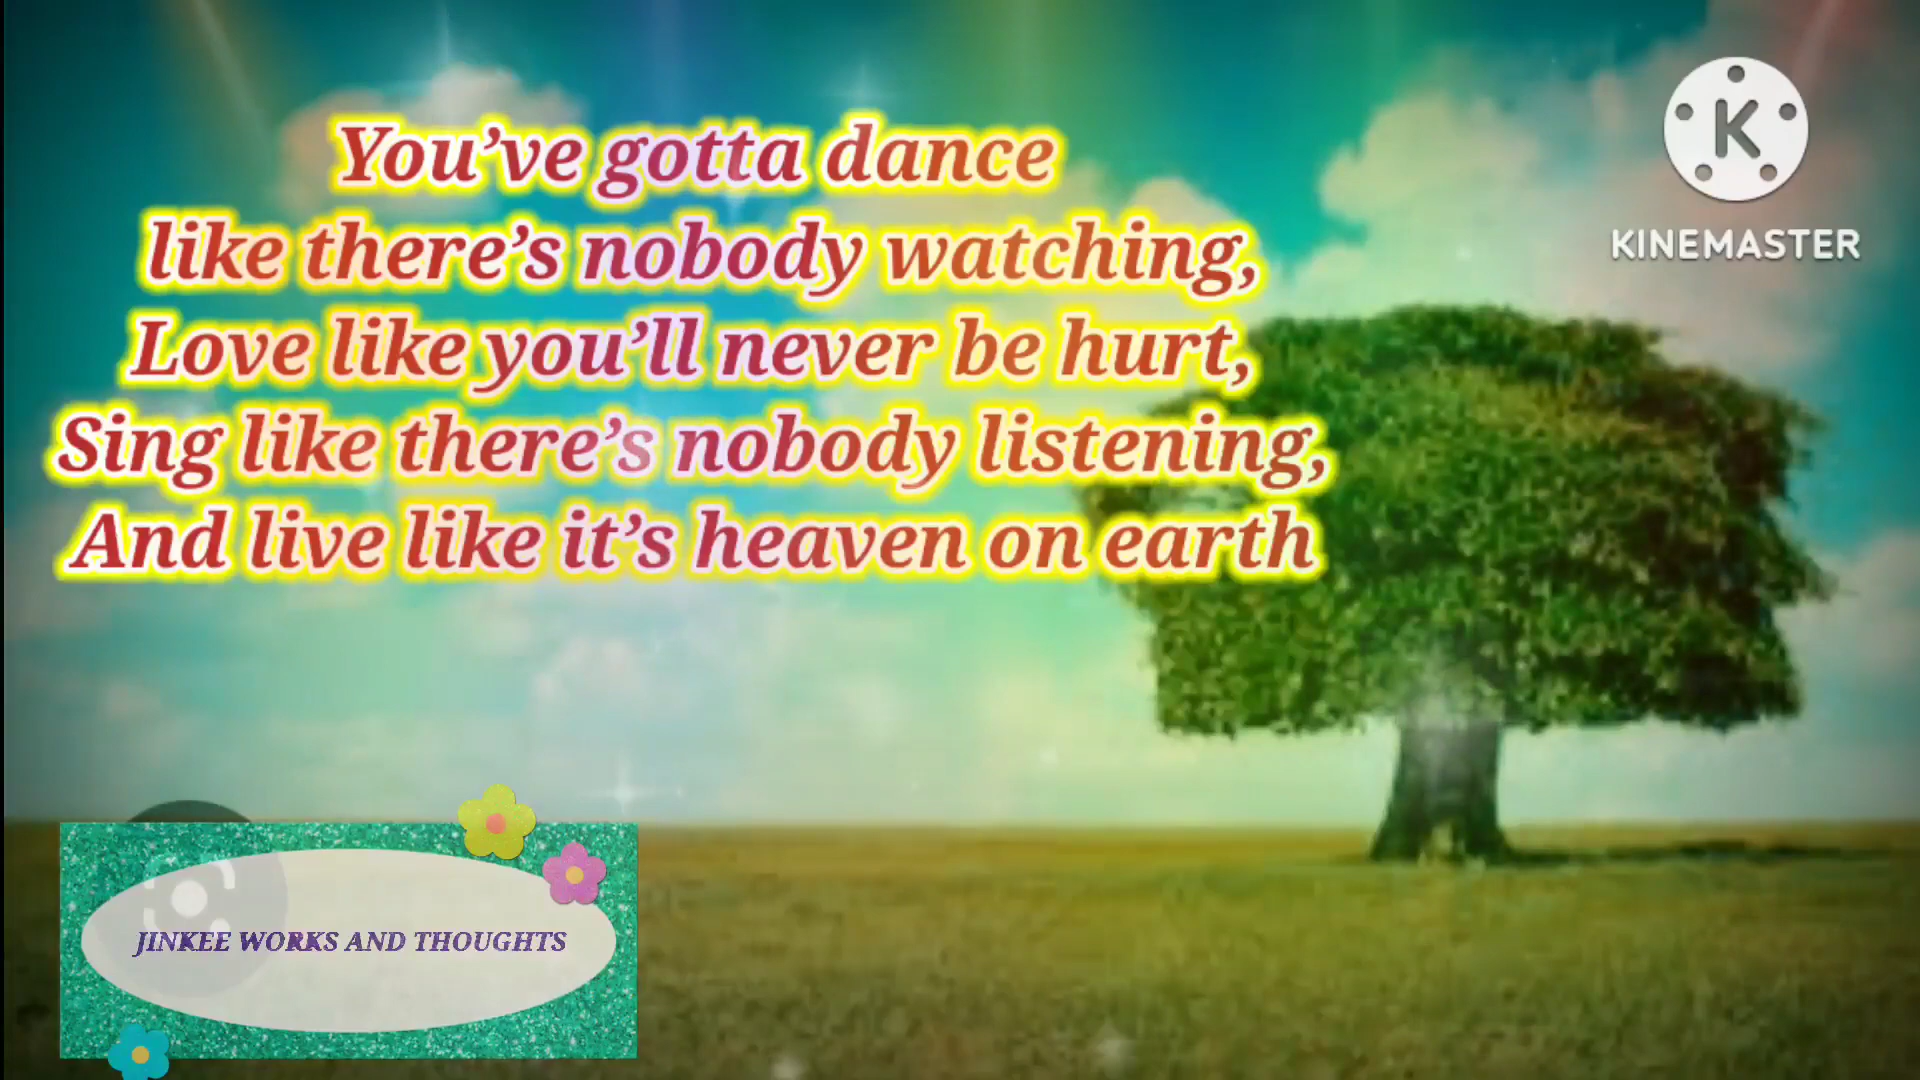 You’ve gotta dance
like there’s nobody watching,
Love like you’ll never be hurt,
Sing like there’s nobody listening,
And live like it’s heaven on earth
K
KINEMASTER
JINKEE WORKS AND THOUGHTS